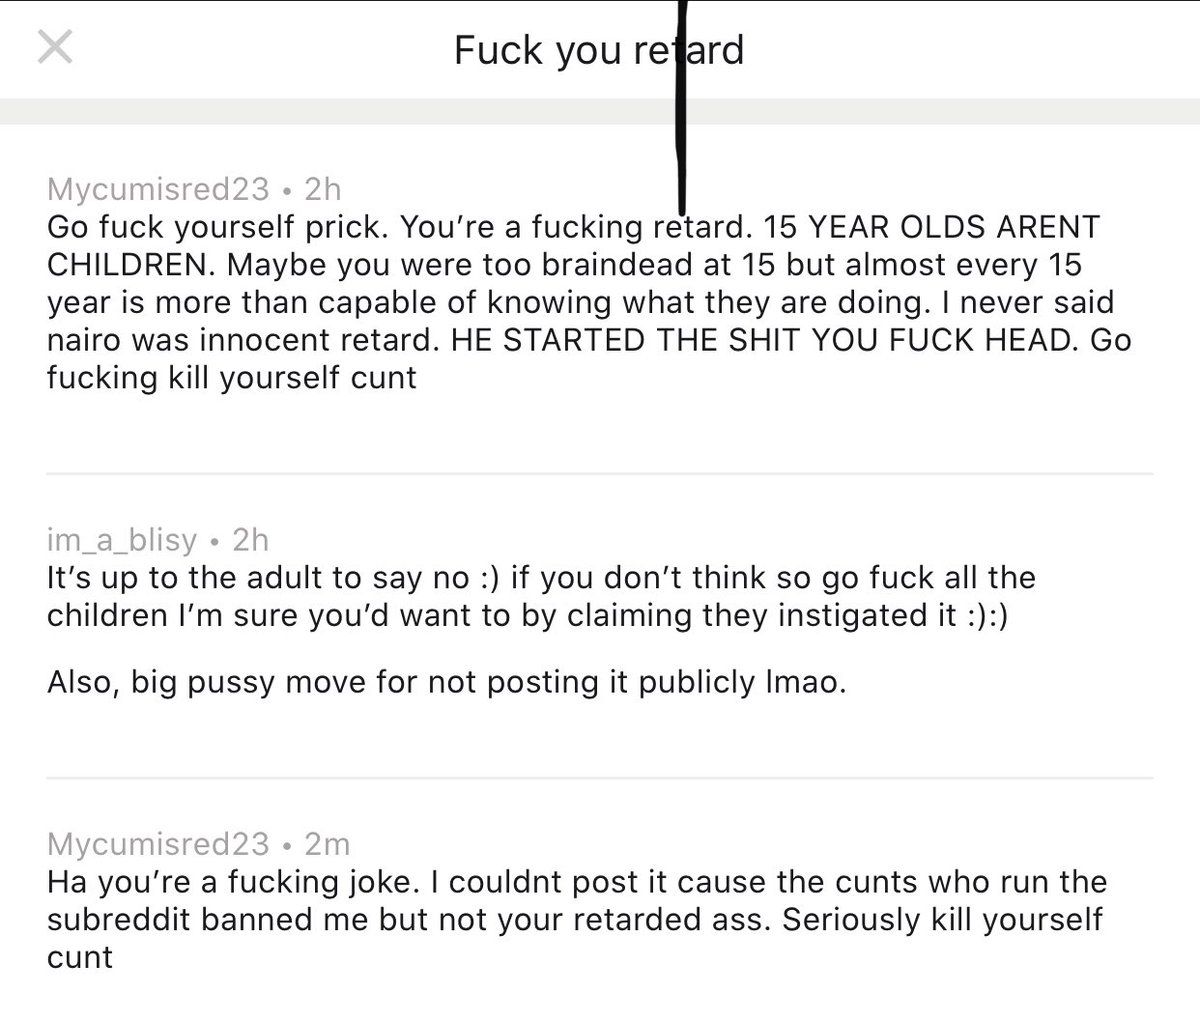 Fuck you retard
Mycumisred23 • 2h
Go fuck yourself prick. You’re a fucking retard. 15 YEAR OLDS ARENT
CHILDREN. Maybe you were too braindead at 15 but almost every 15
year is more than capable of knowing what they are doing. I never said
nairo was innocent retard. HE STARTED THE SHIT YOU FUCK HEAD. Go
fucking kill yourself cunt
im_a_blisy • 2h
It’s up to the adult to say no :) if you don’t think so go fuck all the
children I’m sure you’d want to by claiming they instigated it :):)
Also, big pussy move for not posting it publicly lmao.
Mycumisred23 • 2m
Ha you’re a fucking joke. I couldnt post it cause the cunts who run the
subreddit banned me but not your retarded ass. Seriously kill yourself
cunt